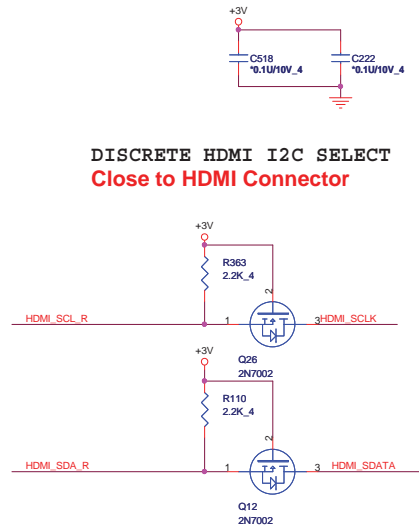 +3V
C518
*0.1U/10V_4
C222
*0.1U/10V_4
DISCRETE HDMI I2C SELECT
Close to HDMI Connector
+3V
R363
2.2K_4
2
HDMI_SCL_R
1
3
HDMI_SCLK
Q26
2N7002
+3V
R110
2.2K_4
2
HDMI_SDA_R
1
3
HDMI_SDATA
Q12
2N7002